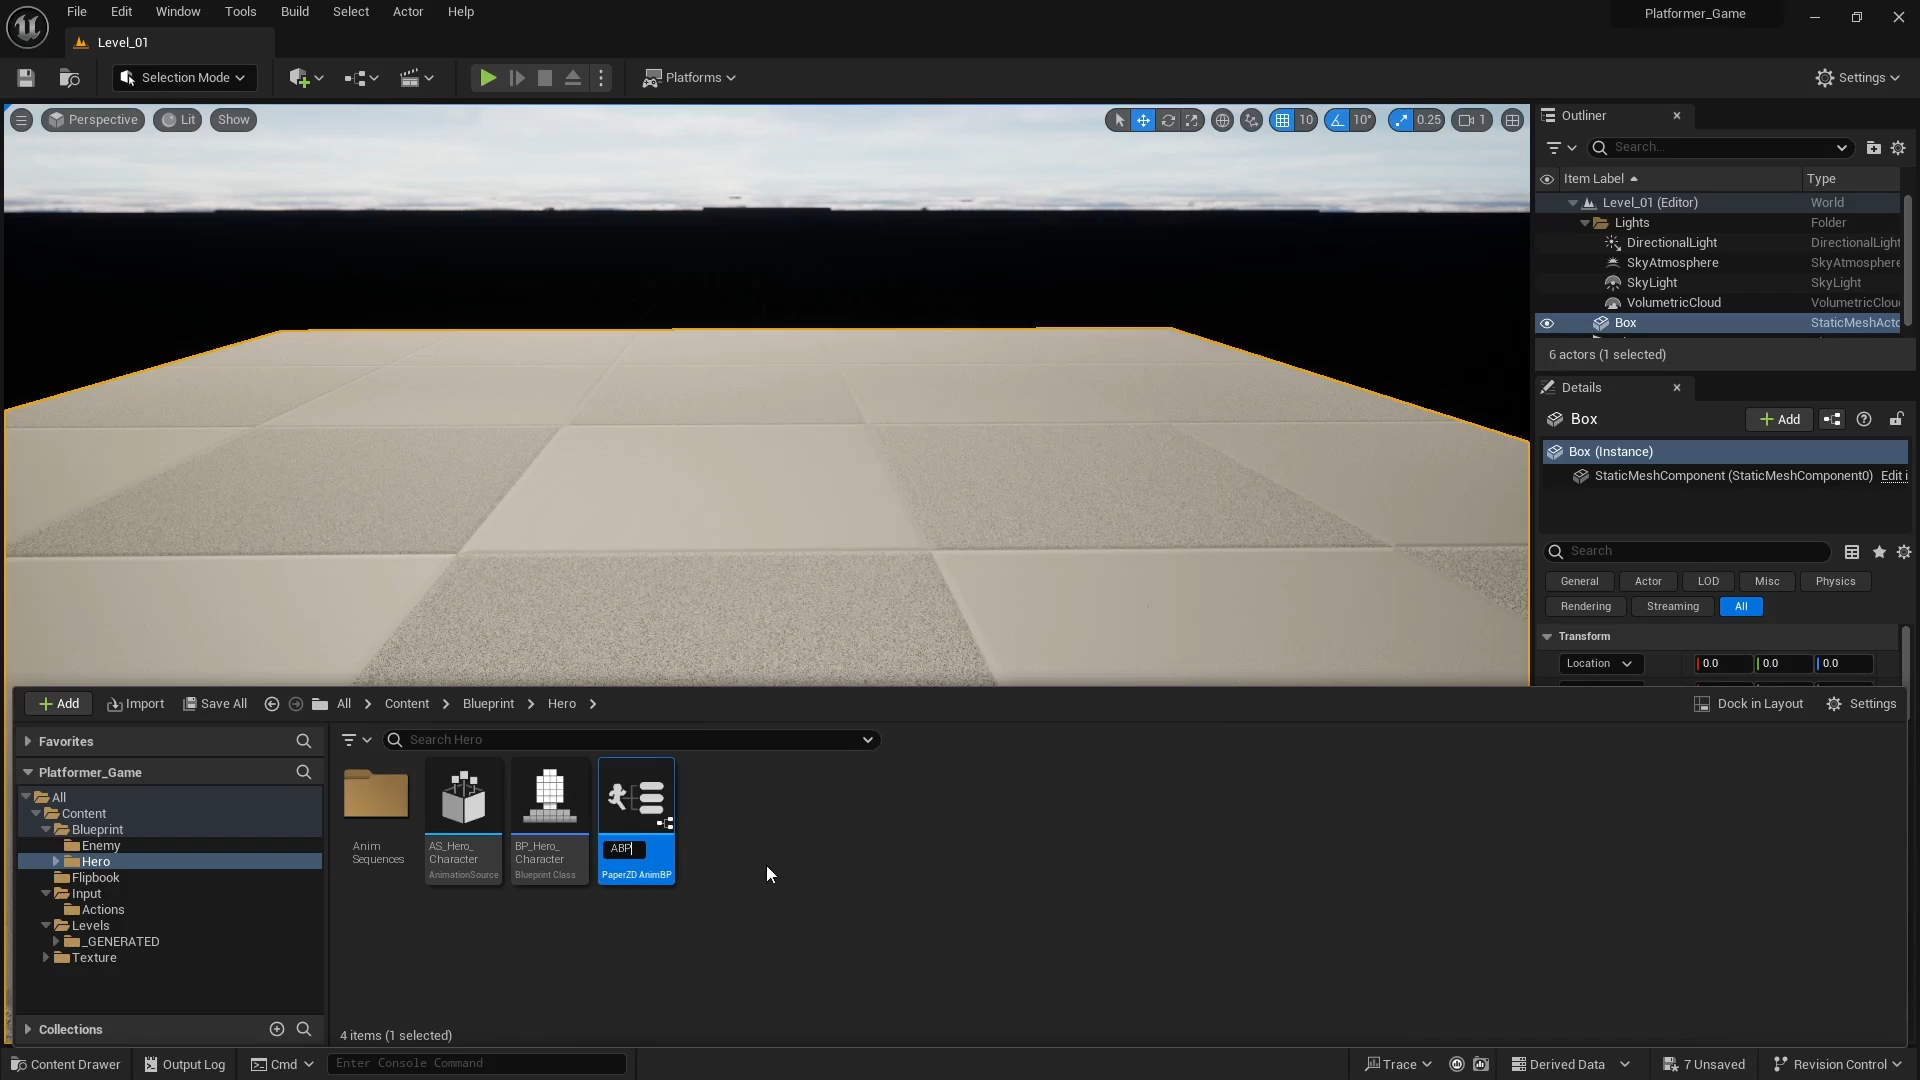 File Edit Window Tools Build Select Actor Help
Platformer_Game
Level_01
Selection Mode
Platforms
Settings
Perspective Lit Show
10 10° 0.25 1
Outliner
Search...
Item Label Type
Level_01 (Editor) World
Lights Folder
DirectionalLight DirectionalLight
SkyAtmosphere SkyAtmosphere
SkyLight SkyLight
VolumetricCloud VolumetricClou
Box StaticMeshActo
6 actors (1 selected)
Details
Box
Add
Box (Instance)
StaticMeshComponent (StaticMeshComponent0) Edit i
Search
General Actor LOD Misc Physics
Rendering Streaming All
Transform
Location 0.0 0.0 0.0
Add Import Save All All Content Blueprint Hero
Dock in Layout Settings
Favorites
Search Hero
Platformer_Game
All
Content
Blueprint
Enemy
Hero
Flipbook
Input
Actions
Levels
_GENERATED
Texture
Collections
Anim
Sequences
AS_Hero_
Character
AnimationSource
BP_Hero_
Character
Blueprint Class
ABP
PaperZD AnimBP
4 items (1 selected)
Content Drawer Output Log Cmd Enter Console Command
Trace Derived Data 7 Unsaved Revision Control